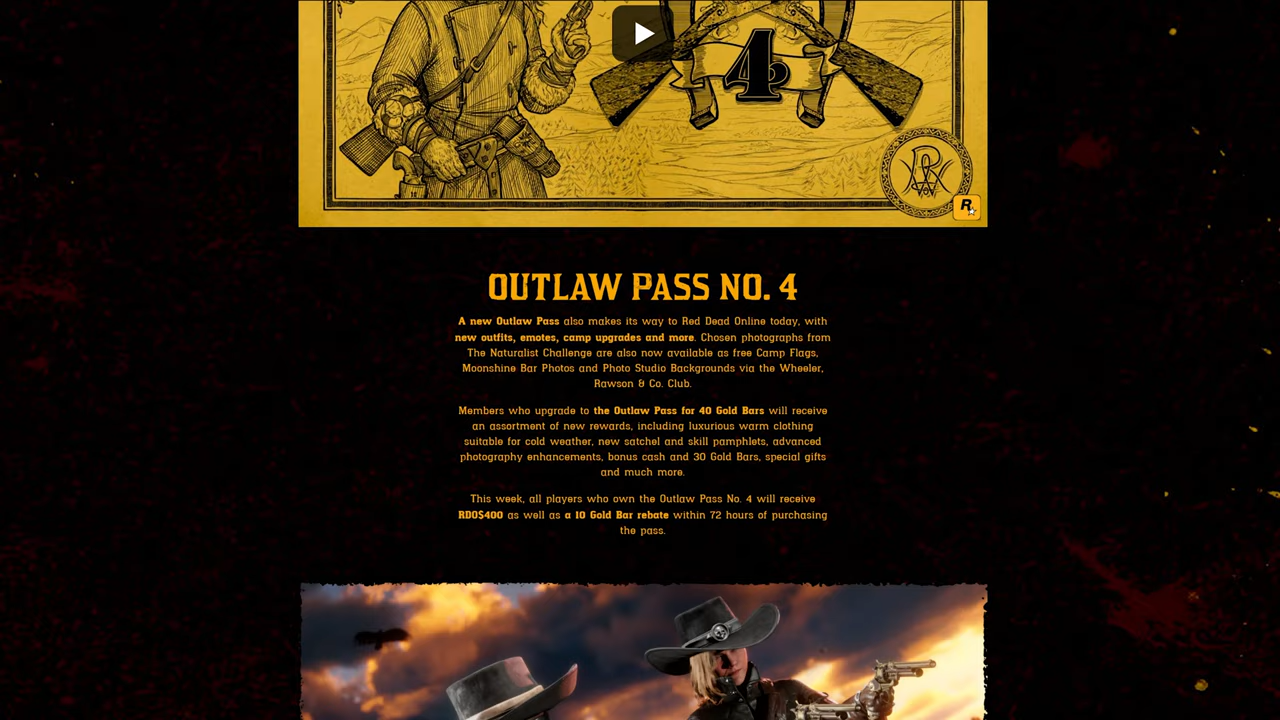 4
R
OUTLAW PASS NO. 4
A new Outlaw Pass also makes its way to Red Dead Online today, with
new outfits, emotes, camp upgrades and more. Chosen photographs from
The Naturalist Challenge are also now available as free Camp Flags,
Moonshine Bar Photos and Photo Studio Backgrounds via the Wheeler,
Rawson & Co. Club.
Members who upgrade to the Outlaw Pass for 40 Gold Bars will receive
an assortment of new rewards, including luxurious warm clothing
suitable for cold weather, new satchel and skill pamphlets, advanced
photography enhancements, bonus cash and 30 Gold Bars, special gifts
and much more.
This week, all players who own the Outlaw Pass No. 4 will receive
RDO$400 as well as a 10 Gold Bar rebate within 72 hours of purchasing
the pass.